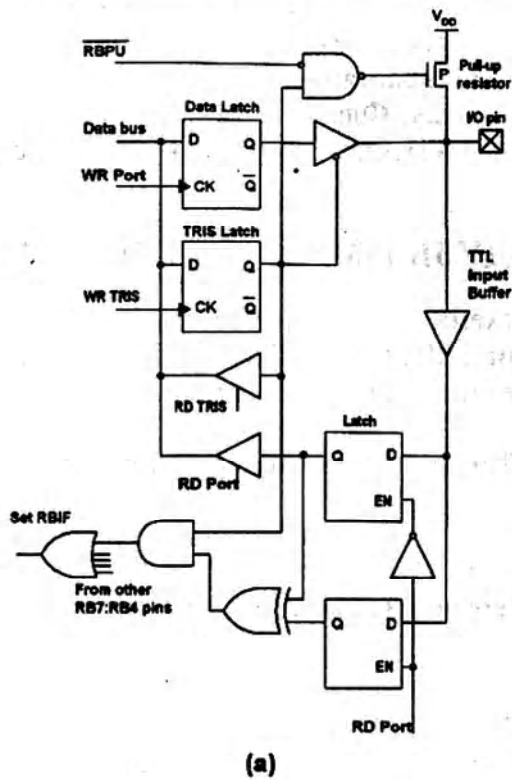 RBPU
V_DD
P
Pull-up
resistor
I/O pin
Data Latch
Data bus
D
Q
WR Port
CK
Q̅
TRIS Latch
D
Q
WR TRIS
CK
Q̅
TTL
Input
Buffer
RD TRIS
Latch
Q
D
EN
RD Port
Set RBIF
From other
RB7:RB4 pins
Q
D
EN
RD Port
(a)